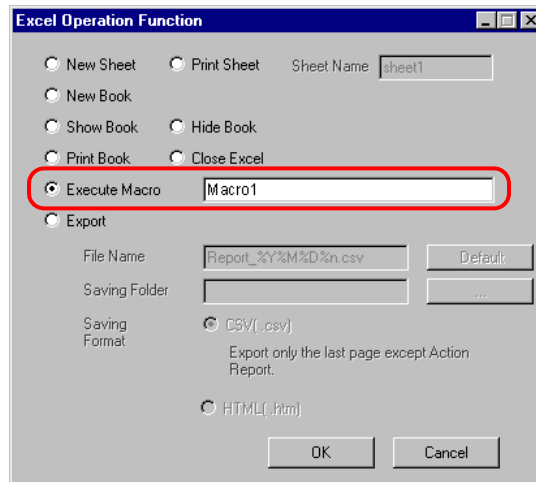 Excel Operation Function
New Sheet Print Sheet Sheet Name sheet1
New Book
Show Book Hide Book
Print Book Close Excel
Execute Macro Macro1
Export
File Name Report_%Y%M%D%n.csv Default
Saving Folder ...
Saving CSV( .csv)
Format
Export only the last page except Action
Report.
HTML( .htm)
OK Cancel